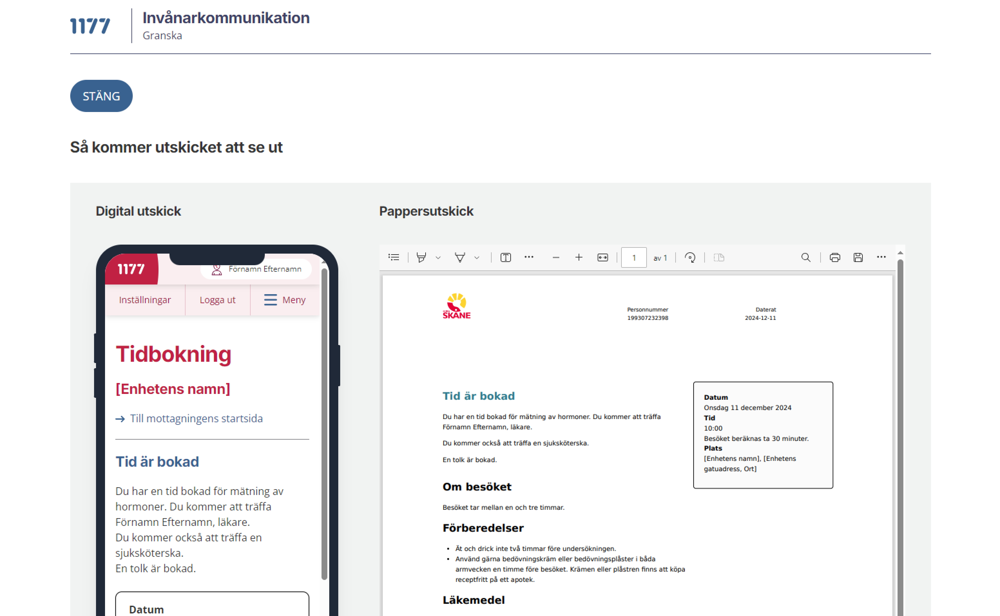 1177
Invånarkommunikation
Granska
STÄNG
Så kommer utskicket att se ut
Digital utskick
1177
Förnamn Efternamn
Inställningar
Logga ut
Meny
Tidbokning
[Enhetens namn]
Till mottagningens startsida
Tid är bokad
Du har en tid bokad för mätning av
hormoner. Du kommer att träffa
Förnamn Efternamn, läkare.
Du kommer också att träffa en
sjuksköterska.
En tolk är bokad.
Datum
Pappersutskick
1
av 1
SKÅNE
Personnummer
199307232398
Daterat
2024-12-11
Tid är bokad
Du har en tid bokad för mätning av hormoner. Du kommer att träffa
Förnamn Efternamn, läkare.
Du kommer också att träffa en sjuksköterska.
En tolk är bokad.
Om besöket
Besöket tar mellan en och tre timmar.
Förberedelser
• Ät och drick inte två timmar före undersökningen.
• Använd gärna bedövningskräm eller bedövningsplåster i båda
armvecken en timme före besöket. Krämen eller plåstren finns att köpa
receptfritt på ett apotek.
Läkemedel
Datum
Onsdag 11 december 2024
Tid
10:00
Besöket beräknas ta 30 minuter.
Plats
[Enhetens namn], [Enhetens
gatuadress, Ort]